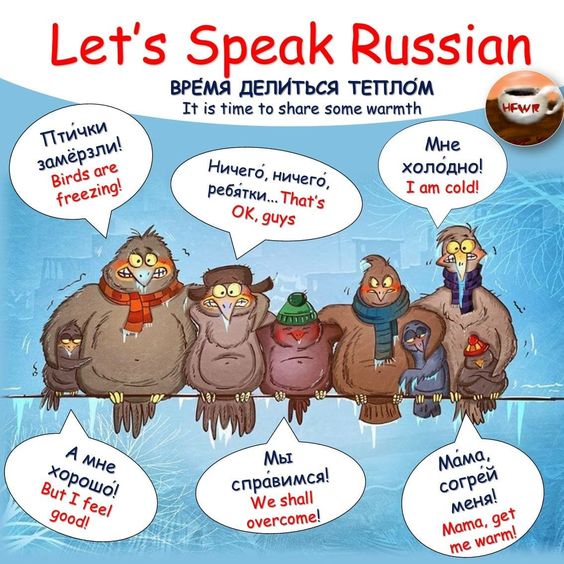 Let's Speak Russian
ВРЕ́МЯ ДЕЛИ́ТЬСЯ ТЕПЛО́М
It is time to share some warmth
HFWR
Пти́чки
замёрзли!
Birds are
freezing!
Ничего́, ничего́,
ребя́тки... That's
OK, guys
Мне
хо́лодно!
I am cold!
А мне
хорошо́!
But I feel
good!
Мы
спра́вимся!
We shall
overcome!
Ма́ма,
согре́й
меня!
Mama, get
me warm!